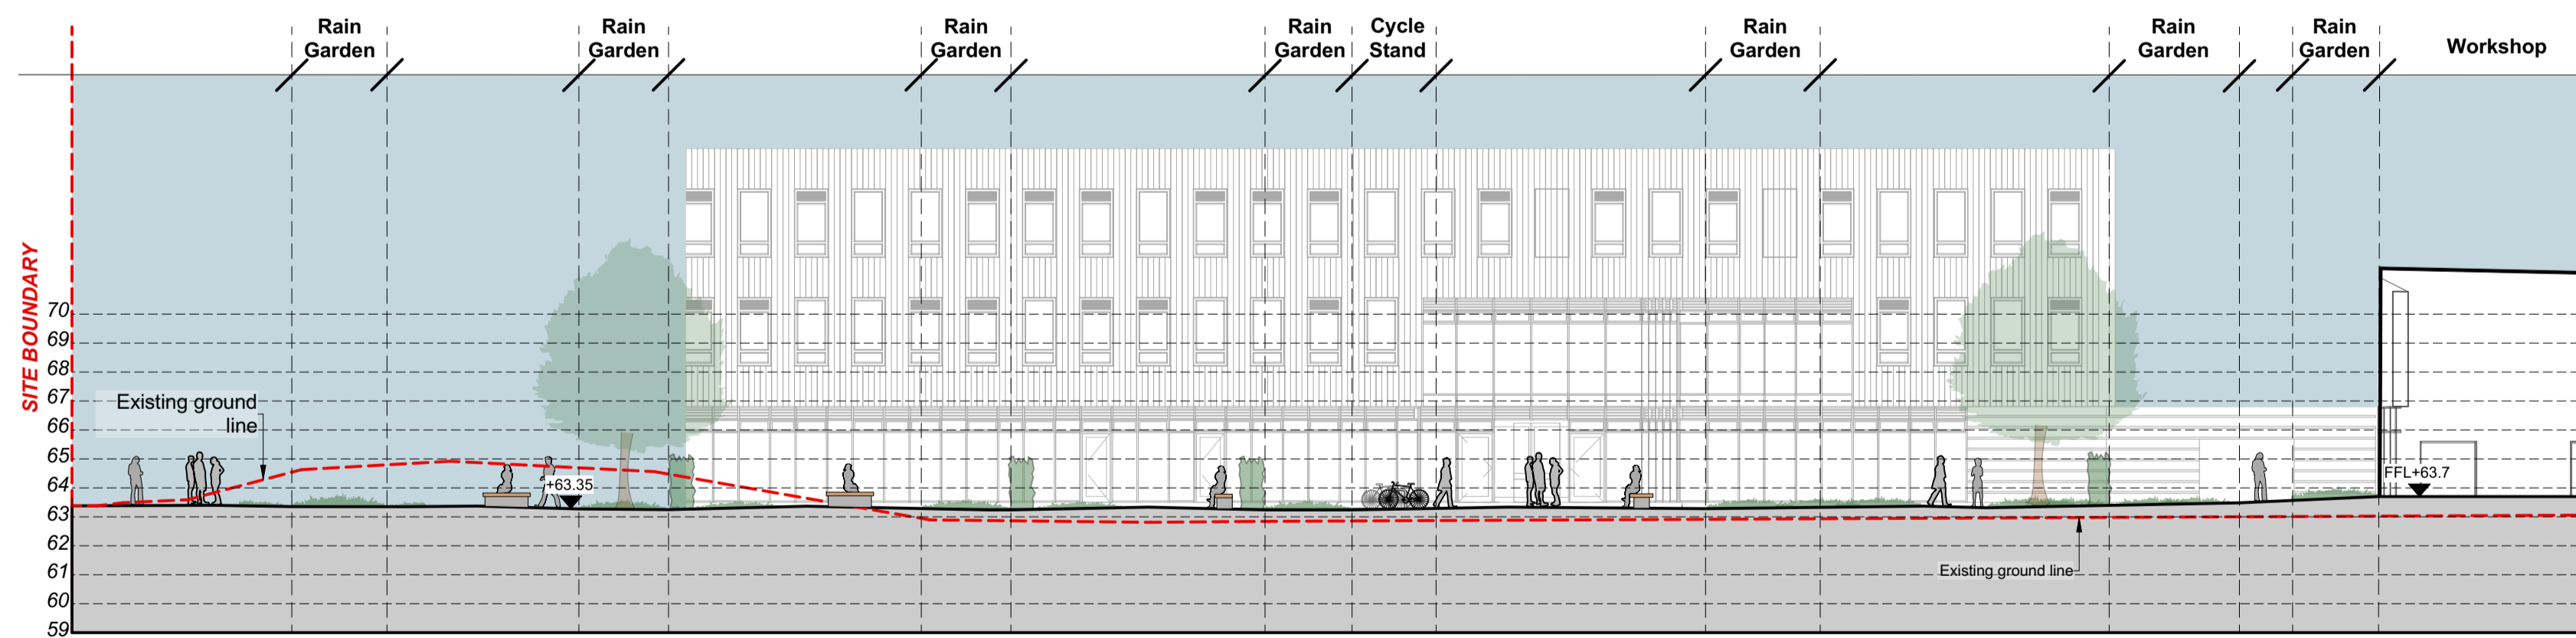 Rain
Garden
Rain
Garden
Rain
Garden
Rain
Garden
Cycle
Stand
Rain
Garden
Rain
Garden
Rain
Garden
Workshop
SITE BOUNDARY
70
69
68
67
66
65
64
63
62
61
60
59
Existing ground
line
+63.35
FFL+63.7
Existing ground line